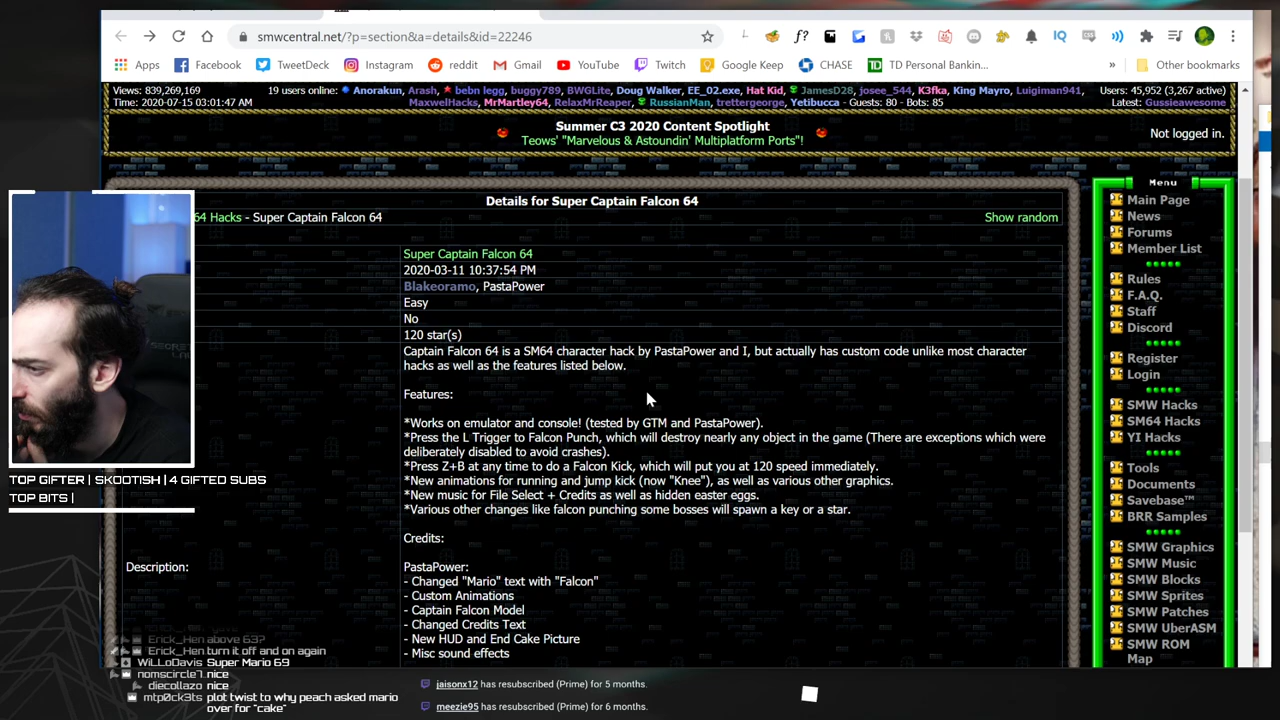 smwcentral.net/?p=section&a=details&id=22246
Apps Facebook TweetDeck Instagram reddit Gmail YouTube Twitch Google Keep CHASE TD Personal Bankin... » Other bookmarks
Views: 839,269,169
19 users online: Anorakun, Arash, bebn legg, buggy789, BWGLite, Doug Walker, EE_02.exe, Hat Kid, JamesD28, josee_544, K3fka, King Mayro, Luigiman941,
Users: 45,952 (3,267 active)
Time: 2020-07-15 03:01:47 AM
MaxwelHacks, MrMartley64, RelaxMrReaper, RussianMan, trettergeorge, Yetibucca - Guests: 80 - Bots: 85
Latest: Gussieawesome
Summer C3 2020 Content Spotlight
Teows' "Marvelous & Astoundin' Multiplatform Ports"!
Not logged in.
Details for Super Captain Falcon 64
64 Hacks - Super Captain Falcon 64
Show random
Super Captain Falcon 64
2020-03-11 10:37:54 PM
Blakeoramo, PastaPower
Easy
No
120 star(s)
Captain Falcon 64 is a SM64 character hack by PastaPower and I, but actually has custom code unlike most character
hacks as well as the features listed below.
Features:
*Works on emulator and console! (tested by GTM and PastaPower).
*Press the L Trigger to Falcon Punch, which will destroy nearly any object in the game (There are exceptions which were
deliberately disabled to avoid crashes).
*Press Z+B at any time to do a Falcon Kick, which will put you at 120 speed immediately.
*New animations for running and jump kick (now "Knee"), as well as various other graphics.
*New music for File Select + Credits as well as hidden easter eggs.
*Various other changes like falcon punching some bosses will spawn a key or a star.
Credits:
Description:
PastaPower:
- Changed "Mario" text with "Falcon"
- Custom Animations
- Captain Falcon Model
- Changed Credits Text
- New HUD and End Cake Picture
- Misc sound effects
Menu
Main Page
News
Forums
Member List
Rules
F.A.Q.
Staff
Discord
Register
Login
SMW Hacks
SM64 Hacks
YI Hacks
Tools
Documents
Savebase™
BRR Samples
SMW Graphics
SMW Music
SMW Blocks
SMW Sprites
SMW Patches
SMW UberASM
SMW ROM
Map
TOP GIFTER | SKOOTISH | 4 GIFTED SUBS
TOP BITS |
Erick_Hen above 63?
Erick_Hen turn it off and on again
WiLLoDavis Super Mario 69
nomscircle1 nice
diecollazo nice
mtp0ck3ts plot twist to why peach asked mario
over for "cake"
jaisonx12 has resubscribed (Prime) for 5 months.
meezie95 has resubscribed (Prime) for 6 months.